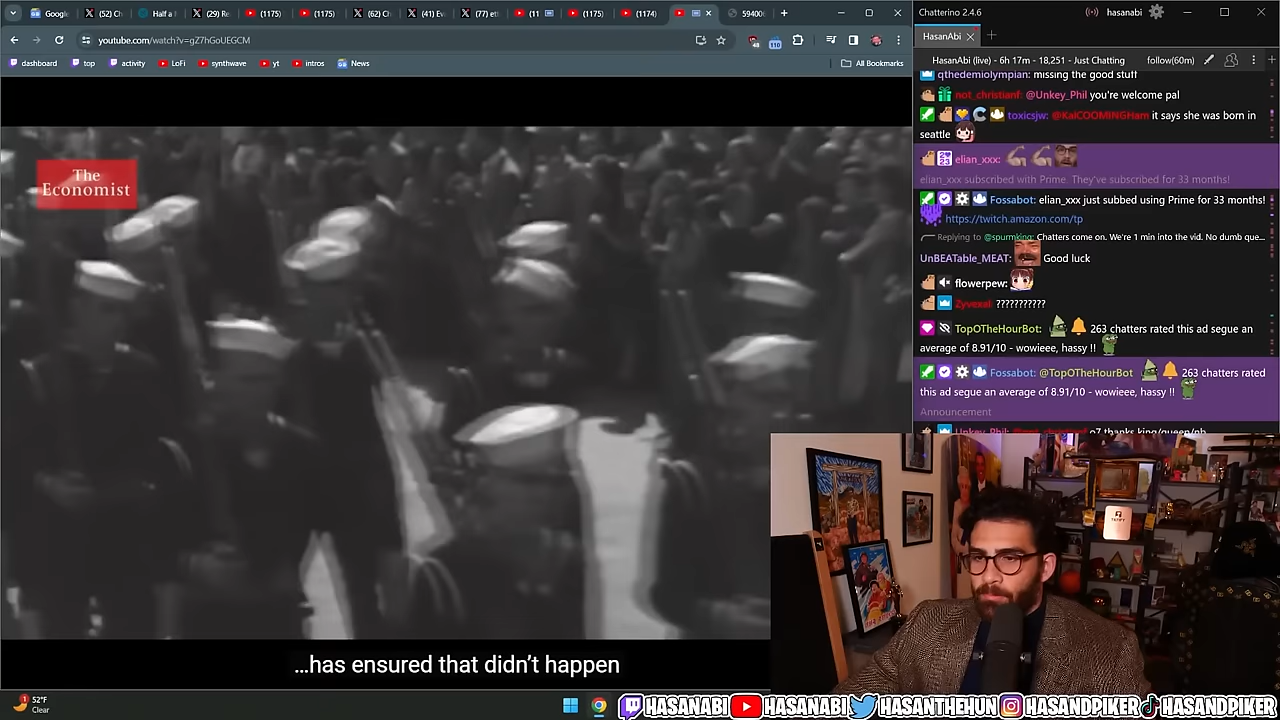 Google
(52) C
Half a
(29) Re
(1175)
(1175)
(62) C
(41) Ev
(77) et
(11
(1175)
(1174)
59400
youtube.com/watch?v=gZ7hGoUEGCM
48
110
dashboard
top
activity
LoFi
synthwave
yt
intros
News
All Bookmarks
The
Economist
…has ensured that didn't happen
Chatterino 2.4.6
hasanabi
HasanAbi
HasanAbi (live) - 6h 17m - 18,251 - Just Chatting
follow(60m)
qthedemiolympian: missing the good stuff
not_christianf: @Unkey_Phil you're welcome pal
toxicsjw: @KalCOOMINGHam it says she was born in
seattle
elian_xxx:
elian_xxx subscribed with Prime. They've subscribed for 33 months!
Fossabot: elian_xxx just subbed using Prime for 33 months!
https://twitch.amazon.com/tp
Replying to @spurmking: Chatters come on. We're 1 min into the vid. No dumb que...
UnBEATable_MEAT: Good luck
flowerpew:
Zyvexal: ???????????
TopOTheHourBot: 263 chatters rated this ad segue an
average of 8.91/10 - wowieee, hassy !!
Fossabot: @TopOTheHourBot 263 chatters rated
this ad segue an average of 8.91/10 - wowieee, hassy !!
Announcement
1
52°F
Clear
HASANABI
HASANABI
HASANTHEHUN
HASANDPIKER
HASANDPIKER